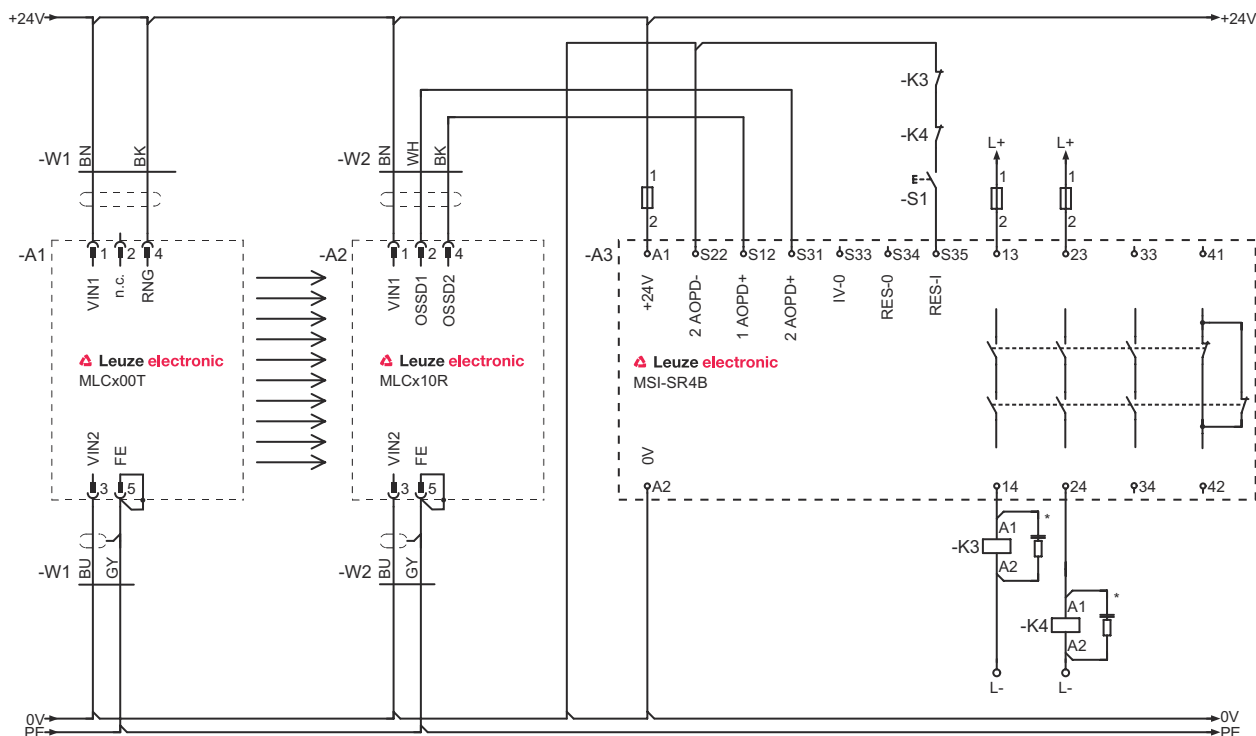 +24V
+24V
-K3
-K4
-S1
-W1
BN
BK
-W2
BN
WH
BK
L+
L+
1
2
1
2
1
2
-A1
1
2
4
VIN1
n.c.
RNG
-A2
1
2
4
VIN1
OSSD1
OSSD2
-A3
A1
S22
S12
S31
S33
S34
S35
13
23
33
41
+24V
2 AOPD-
1 AOPD+
2 AOPD+
IV-0
RES-0
RES-I
Leuze electronic
MLCx00T
Leuze electronic
MLCx10R
Leuze electronic
MSI-SR4B
VIN2
FE
3
5
VIN2
FE
3
5
0V
A2
14
24
34
42
-W1
BU
GY
-W2
BU
GY
-K3
A1
A2
*
-K4
A1
A2
*
L-
L-
0V
0V
PE
PE